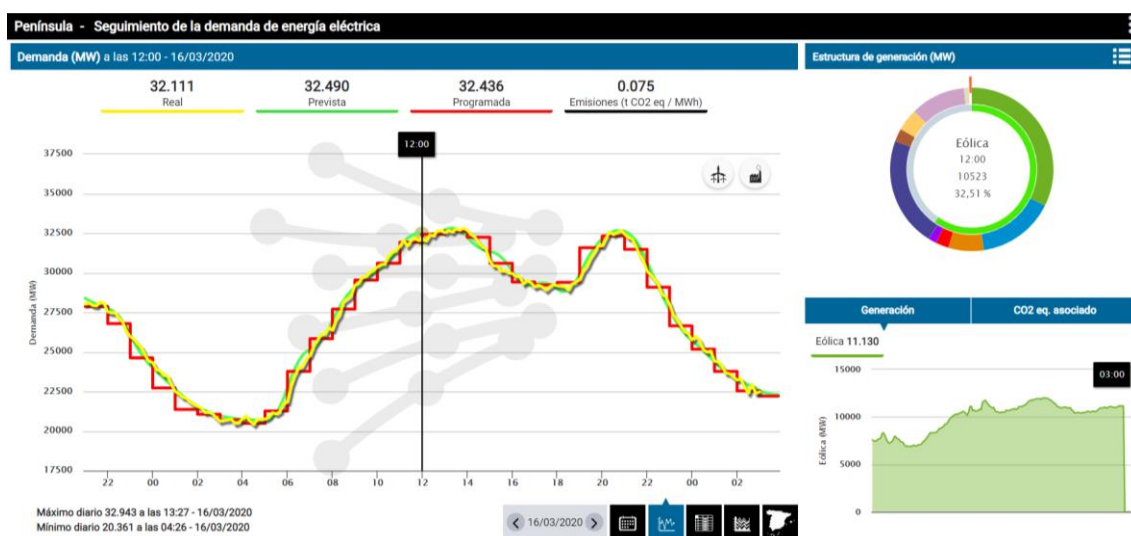 Península - Seguimiento de la demanda de energía eléctrica
Demanda (MW) a las 12:00 - 16/03/2020
32.111
Real
32.490
Prevista
32.436
Programada
0.075
Emisiones (t CO2 eq / MWh)
12:00
37500
35000
32500
30000
27500
25000
22500
20000
17500
Demanda (MW)
22 00 02 04 06 08 10 12 14 16 18 20 22 00 02
Máximo diario 32.943 a las 13:27 - 16/03/2020
Mínimo diario 20.361 a las 04:26 - 16/03/2020
16/03/2020
Estructura de generación (MW)
Eólica
12:00
10523
32,51 %
Generación
CO2 eq. asociado
Eólica 11.130
03:00
15000
10000
5000
0
Eólica (MW)